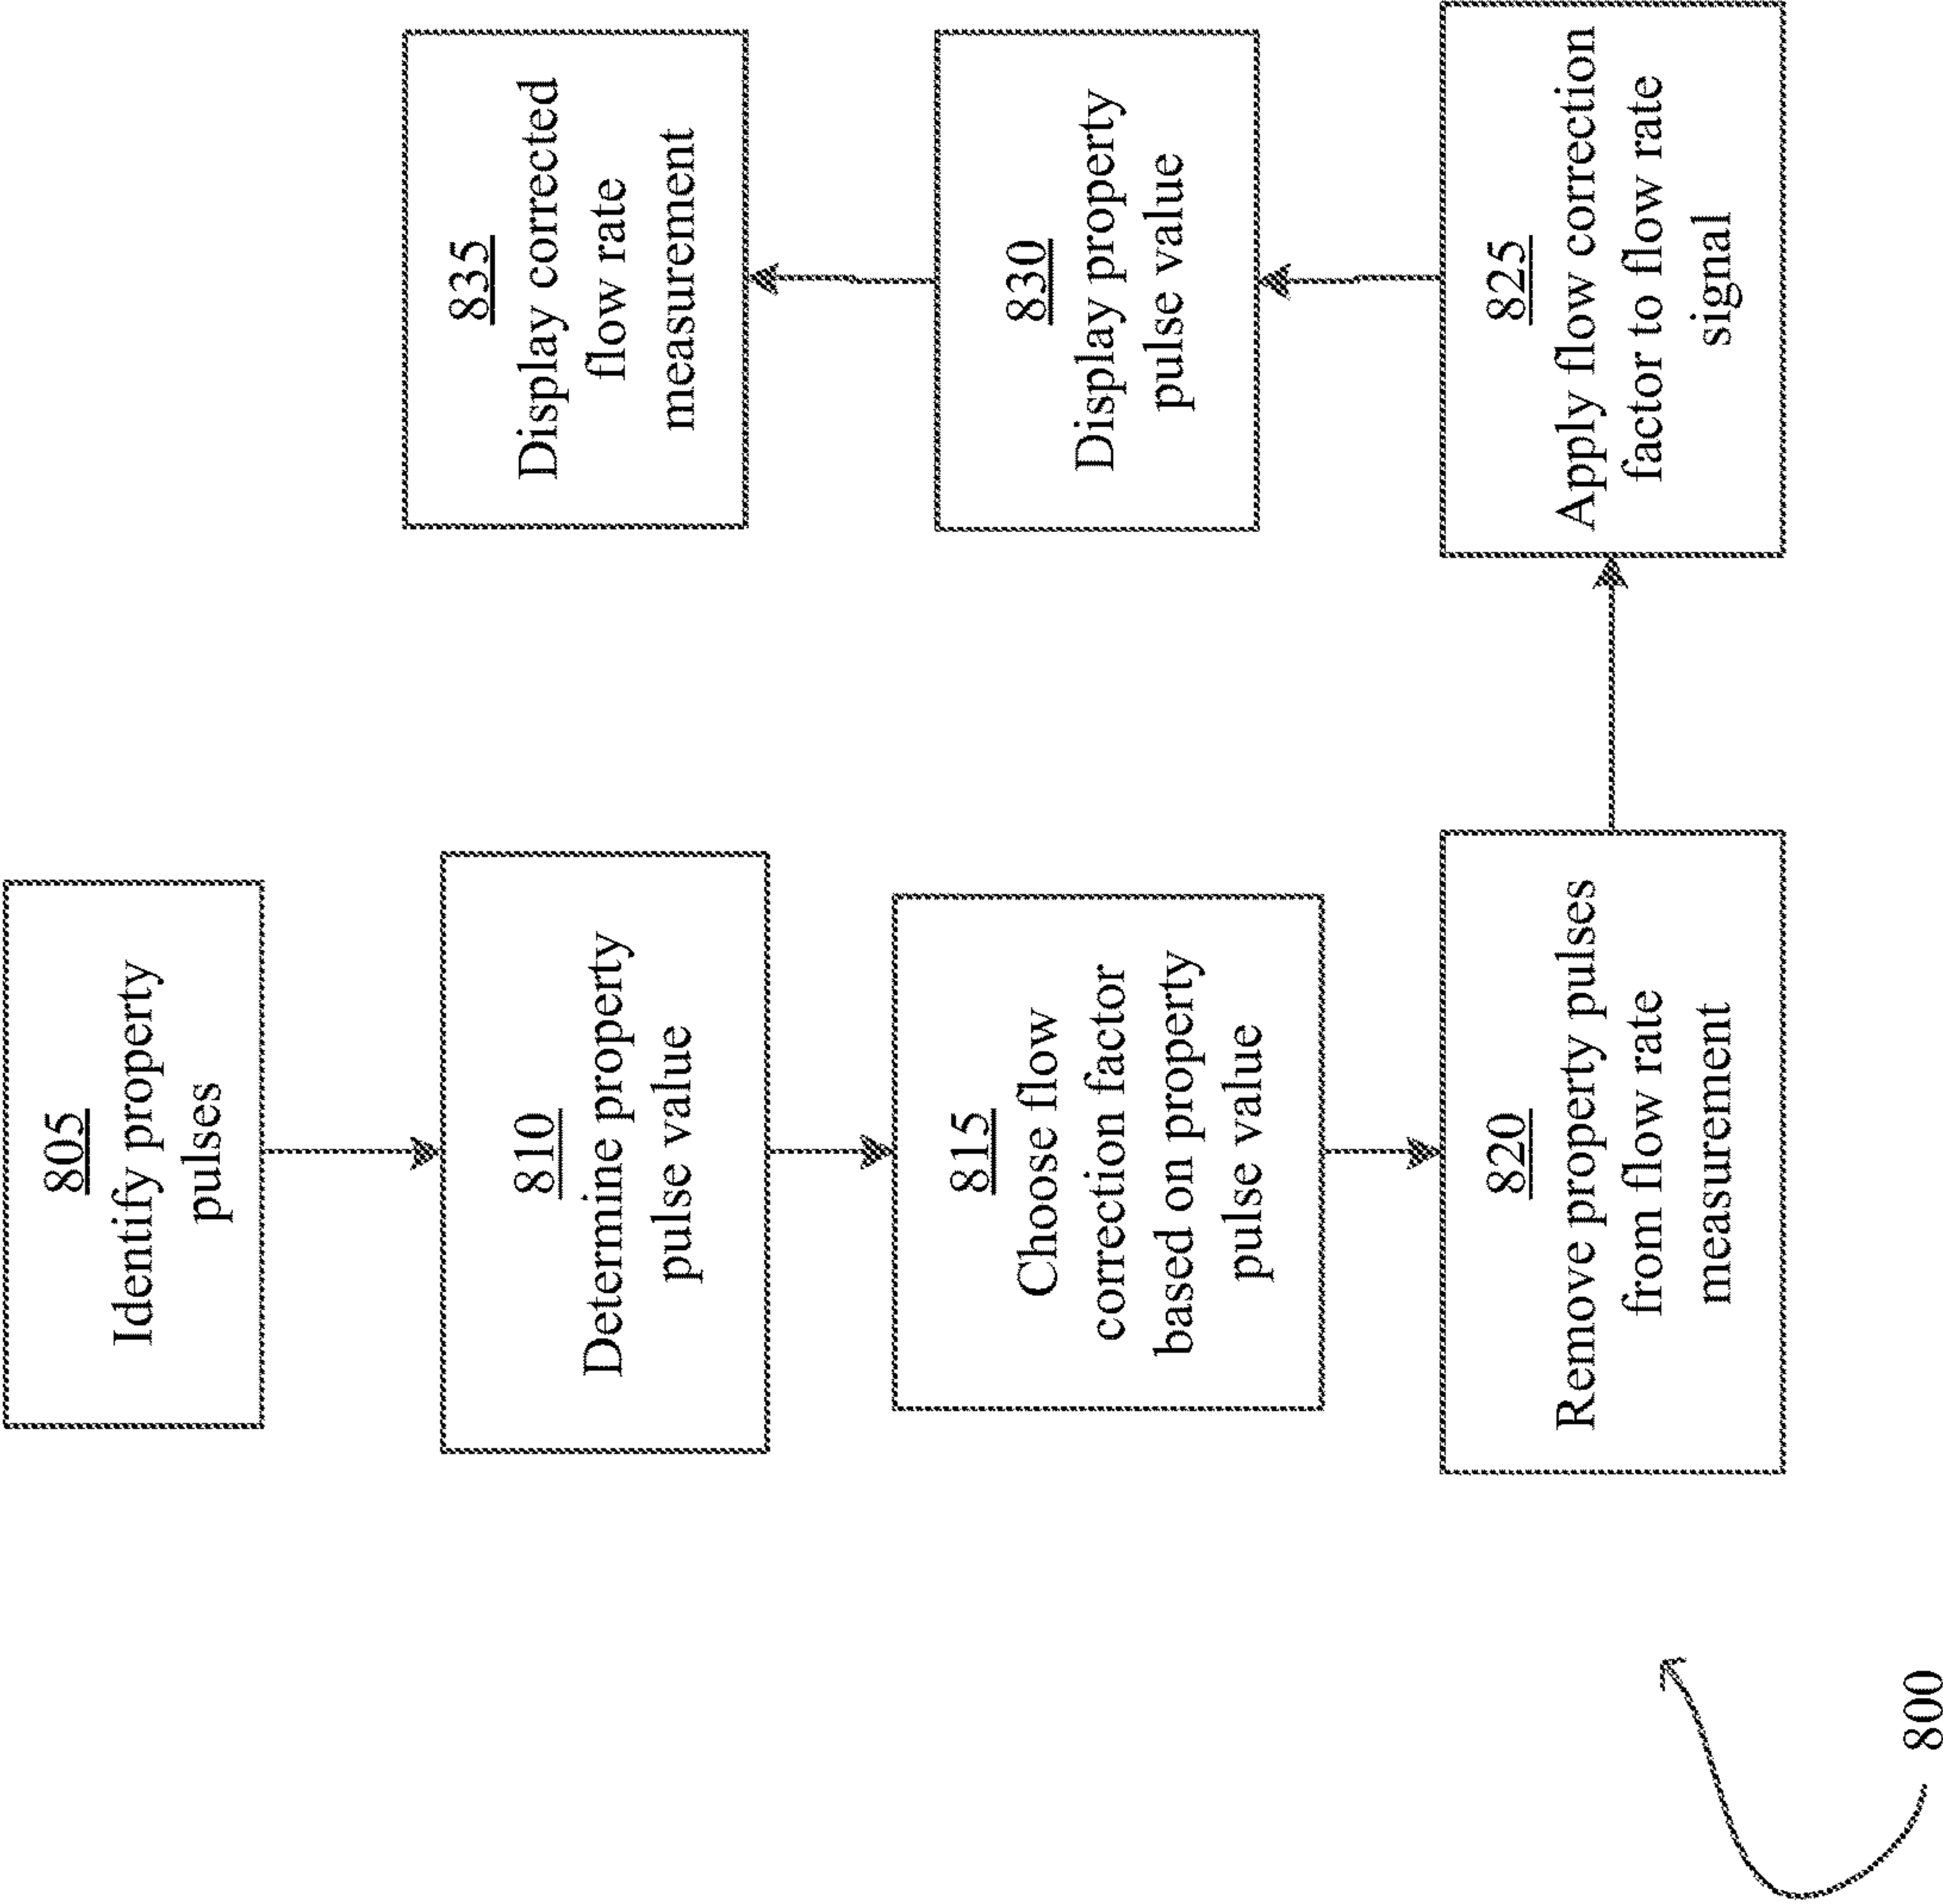 805
Identify property
pulses
810
Determine property
pulse value
815
Choose flow
correction factor
based on property
pulse value
820
Remove property pulses
from flow rate
measurement
825
Apply flow correction
factor to flow rate
signal
830
Display property
pulse value
835
Display corrected
flow rate
measurement
800